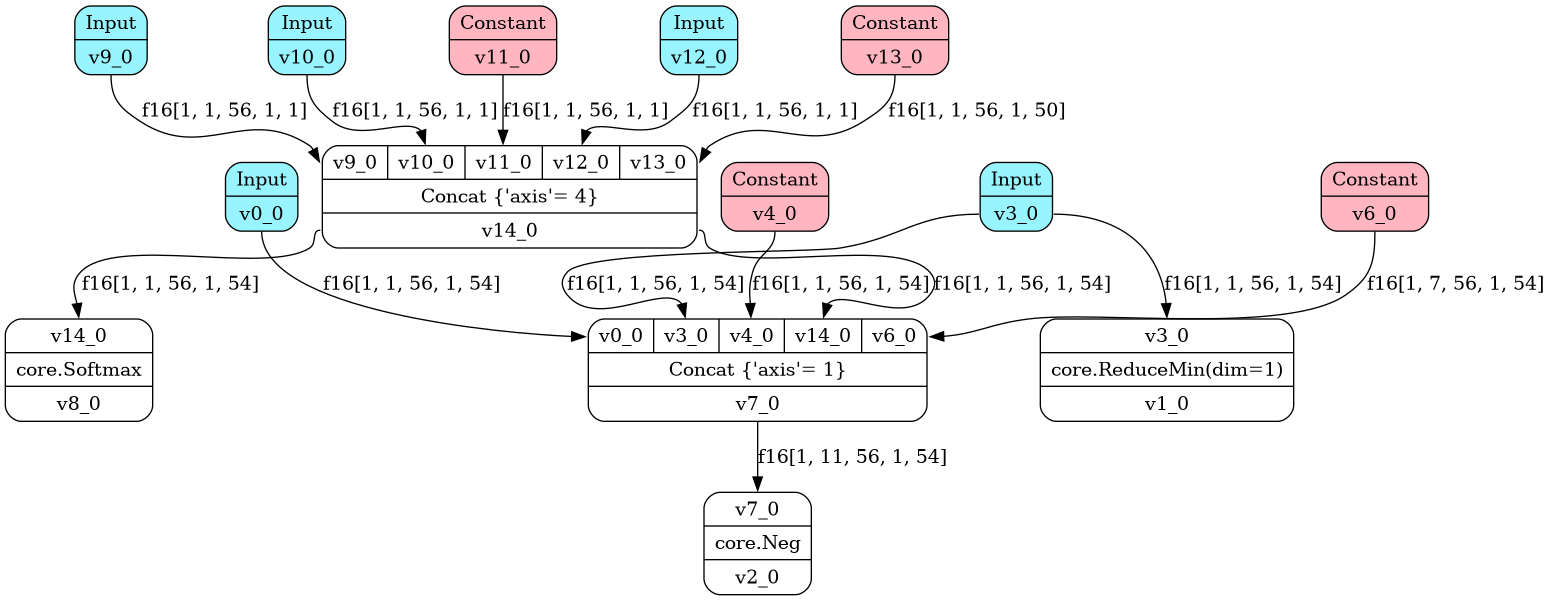 Input
v9_0
Input
v10_0
Constant
v11_0
Input
v12_0
Constant
v13_0
f16[1, 1, 56, 1, 1]
f16[1, 1, 56, 1, 1]
f16[1, 1, 56, 1, 1]
f16[1, 1, 56, 1, 1]
f16[1, 1, 56, 1, 50]
Input
v0_0
v9_0
v10_0
v11_0
v12_0
v13_0
Concat {'axis'= 4}
v14_0
Constant
v4_0
Input
v3_0
Constant
v6_0
f16[1, 1, 56, 1, 54]
f16[1, 1, 56, 1, 54]
f16[1, 1, 56, 1, 54]
f16[1, 1, 56, 1, 54]
f16[1, 1, 56, 1, 54]
f16[1, 1, 56, 1, 54]
f16[1, 7, 56, 1, 54]
v14_0
core.Softmax
v8_0
v0_0
v3_0
v4_0
v14_0
v6_0
Concat {'axis'= 1}
v7_0
v3_0
core.ReduceMin(dim=1)
v1_0
f16[1, 11, 56, 1, 54]
v7_0
core.Neg
v2_0